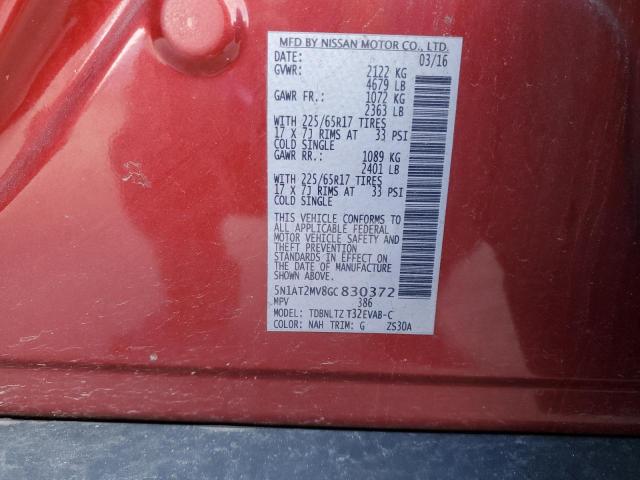 MFD BY NISSAN MOTOR CO., LTD.
DATE: 03/16
GVWR: 2122 KG
4679 LB
GAWR FR.: 1072 KG
2363 LB
WITH 225/65R17 TIRES
17 X 7J RIMS AT 33 PSI
COLD SINGLE
GAWR RR.: 1089 KG
2401 LB
WITH 225/65R17 TIRES
17 X 7J RIMS AT 33 PSI
COLD SINGLE
THIS VEHICLE CONFORMS TO
ALL APPLICABLE FEDERAL
MOTOR VEHICLE SAFETY AND
THEFT PREVENTION
STANDARDS IN EFFECT ON
THE DATE OF MANUFACTURE
SHOWN ABOVE.
5N1AT2MV8GC830372
MPV 386
MODEL: TDBNLTZ T32EVAB-C
COLOR: NAH TRIM: G ZS30A